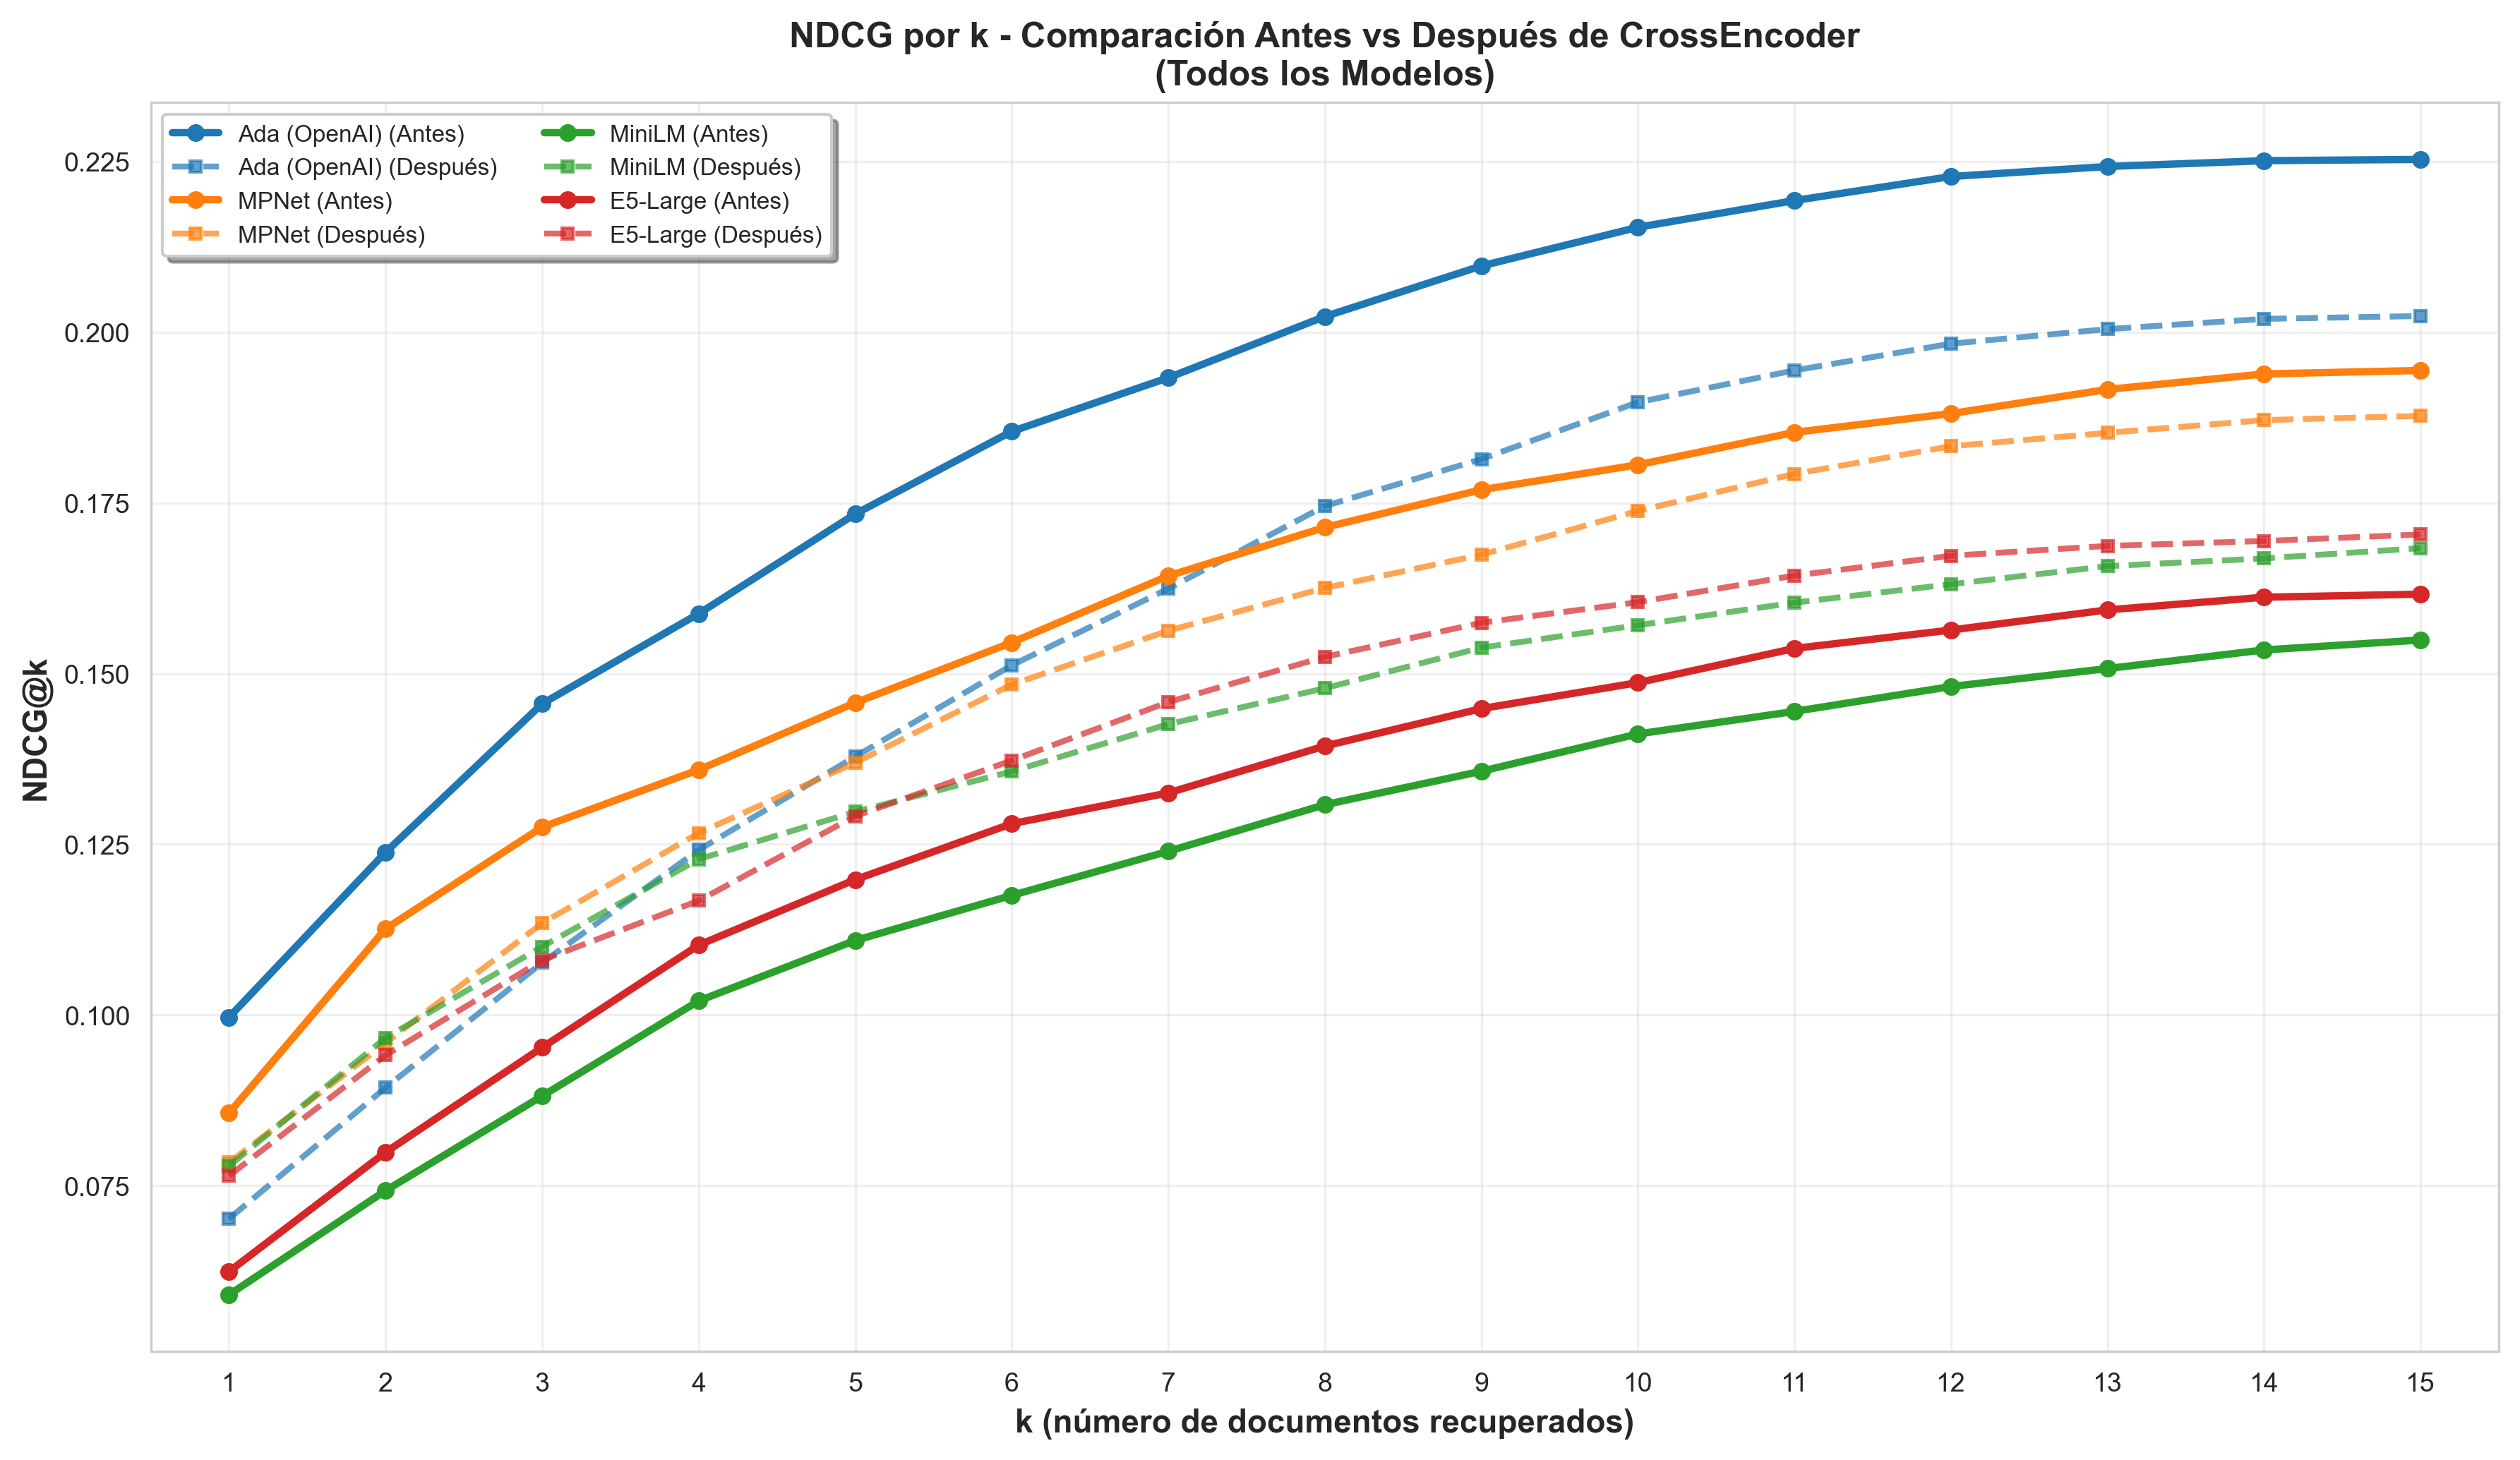 NDCG por k - Comparación Antes vs Después de CrossEncoder
(Todos los Modelos)
Ada (OpenAI) (Antes)
Ada (OpenAI) (Después)
MPNet (Antes)
MPNet (Después)
MiniLM (Antes)
MiniLM (Después)
E5-Large (Antes)
E5-Large (Después)
NDCG@k
0.225
0.200
0.175
0.150
0.125
0.100
0.075
1 2 3 4 5 6 7 8 9 10 11 12 13 14 15
k (número de documentos recuperados)